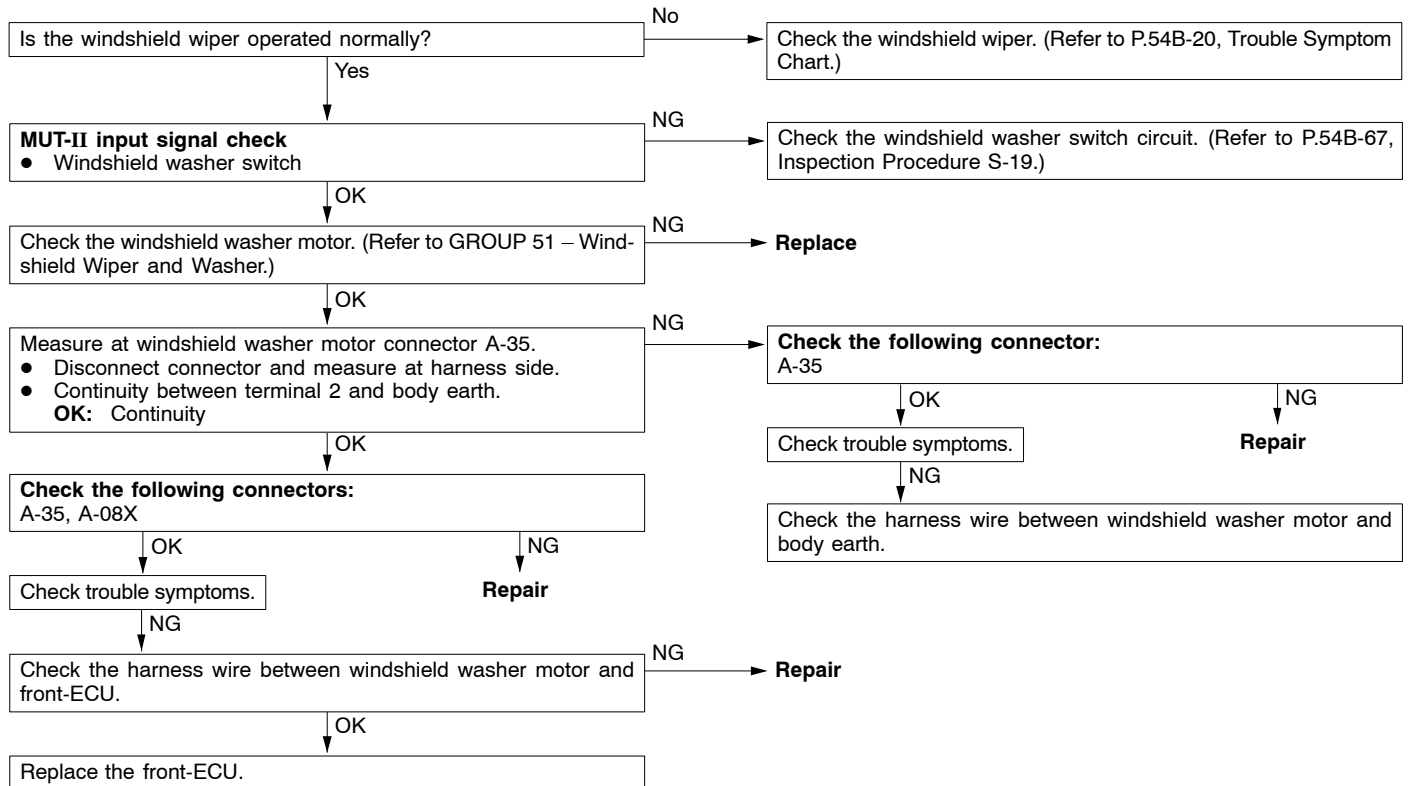 Is the windshield wiper operated normally?
No
Check the windshield wiper. (Refer to P.54B-20, Trouble Symptom
Chart.)
Yes
MUT-II input signal check
● Windshield washer switch
NG
Check the windshield washer switch circuit. (Refer to P.54B-67,
Inspection Procedure S-19.)
OK
Check the windshield washer motor. (Refer to GROUP 51 – Wind-
shield Wiper and Washer.)
NG
Replace
OK
Measure at windshield washer motor connector A-35.
● Disconnect connector and measure at harness side.
● Continuity between terminal 2 and body earth.
OK: Continuity
NG
Check the following connector:
A-35
OK
NG
Check trouble symptoms.
Repair
NG
Check the harness wire between windshield washer motor and
body earth.
OK
Check the following connectors:
A-35, A-08X
OK
NG
Check trouble symptoms.
Repair
NG
Check the harness wire between windshield washer motor and
front-ECU.
NG
Repair
OK
Replace the front-ECU.